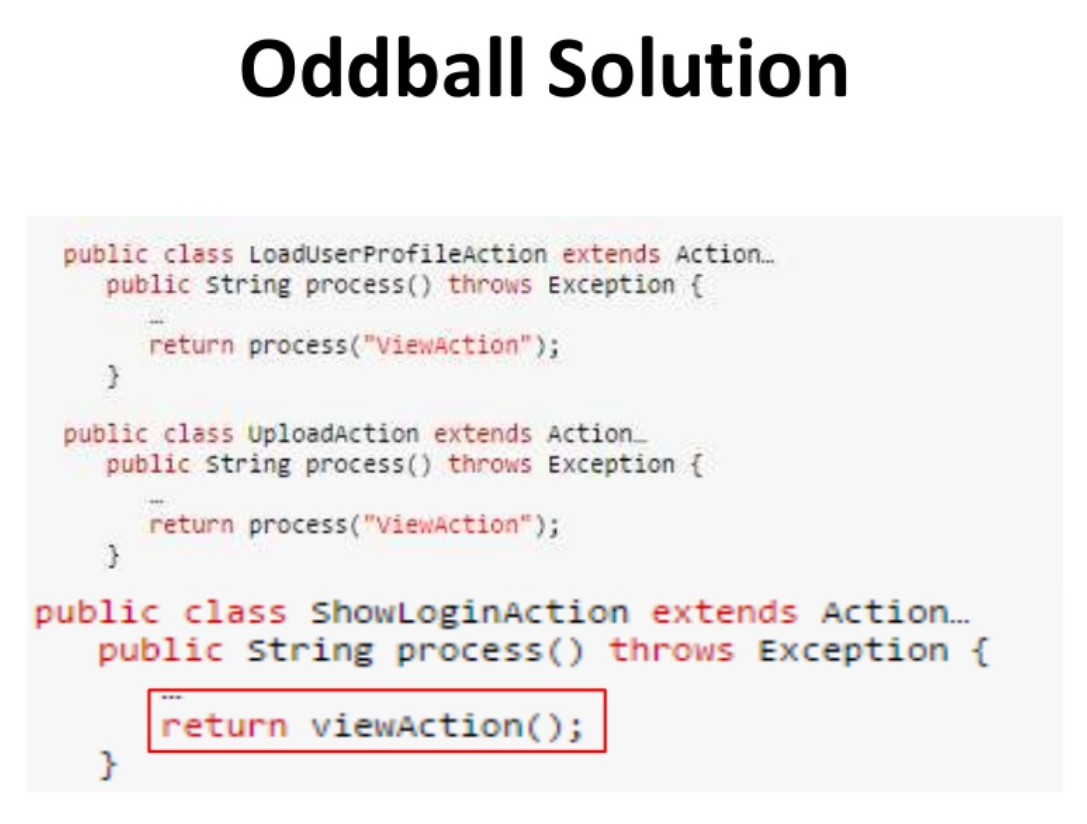 Oddball Solution
public class LoadUserProfileAction extends Action…
public String process() throws Exception {
…
return process("ViewAction");
}
public class UploadAction extends Action…
public String process() throws Exception {
…
return process("ViewAction");
}
public class ShowLoginAction extends Action…
public String process() throws Exception {
…
return viewAction();
}